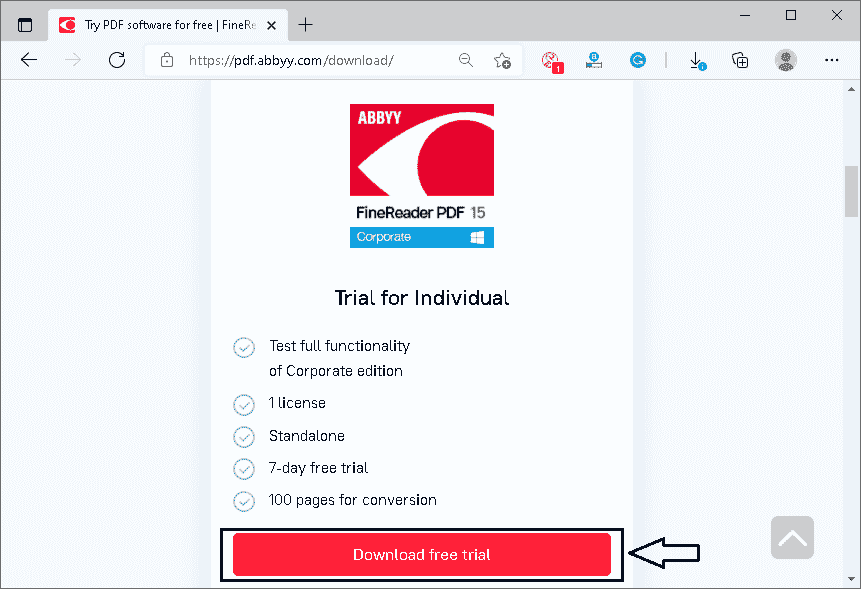 Try PDF software for free | FineRe
https://pdf.abbyy.com/download/
1
ABBYY
FineReader PDF 15
Corporate
Trial for Individual
Test full functionality
of Corporate edition
1 license
Standalone
7-day free trial
100 pages for conversion
Download free trial